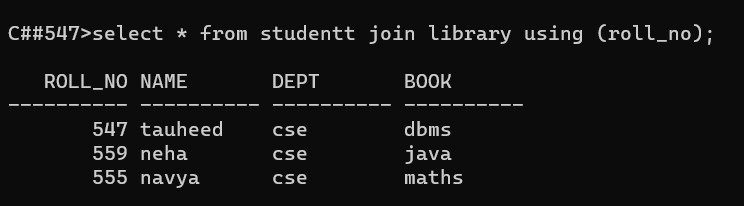 C##547>select * from studentt join library using (roll_no);
   ROLL_NO NAME       DEPT       BOOK
---------- ---------- ---------- ----------
       547 tauheed    cse        dbms
       559 neha       cse        java
       555 navya      cse        maths